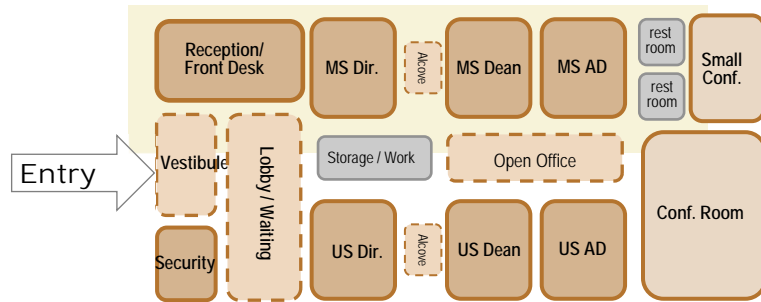 Reception/
Front Desk
MS Dir.
Alcove
MS Dean
MS AD
rest
room
rest
room
Small
Conf.
Entry
Vestibule
Lobby / Waiting
Storage / Work
Open Office
Conf. Room
Security
US Dir.
Alcove
US Dean
US AD